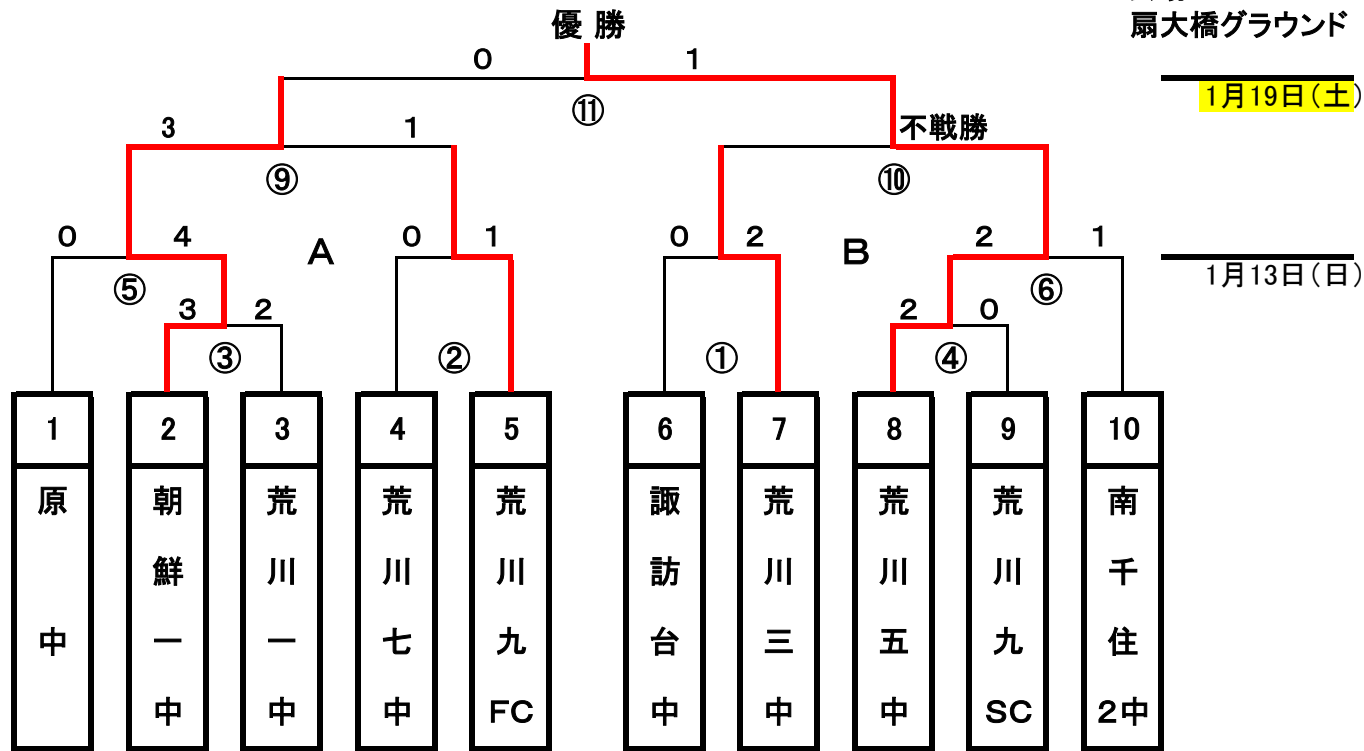 優 勝
扇大橋グラウンド
0
1
⑪
1月19日(土)
3
1
不戦勝
⑨
⑩
0
4
A
0
1
0
2
B
2
1
1月13日(日)
⑤
⑥
3
2
2
0
③
②
①
④
1
2
3
4
5
6
7
8
9
10
原中
朝鮮一中
荒川一中
荒川七中
荒川九FC
諏訪台中
荒川三中
荒川五中
荒川九SC
南千住2中